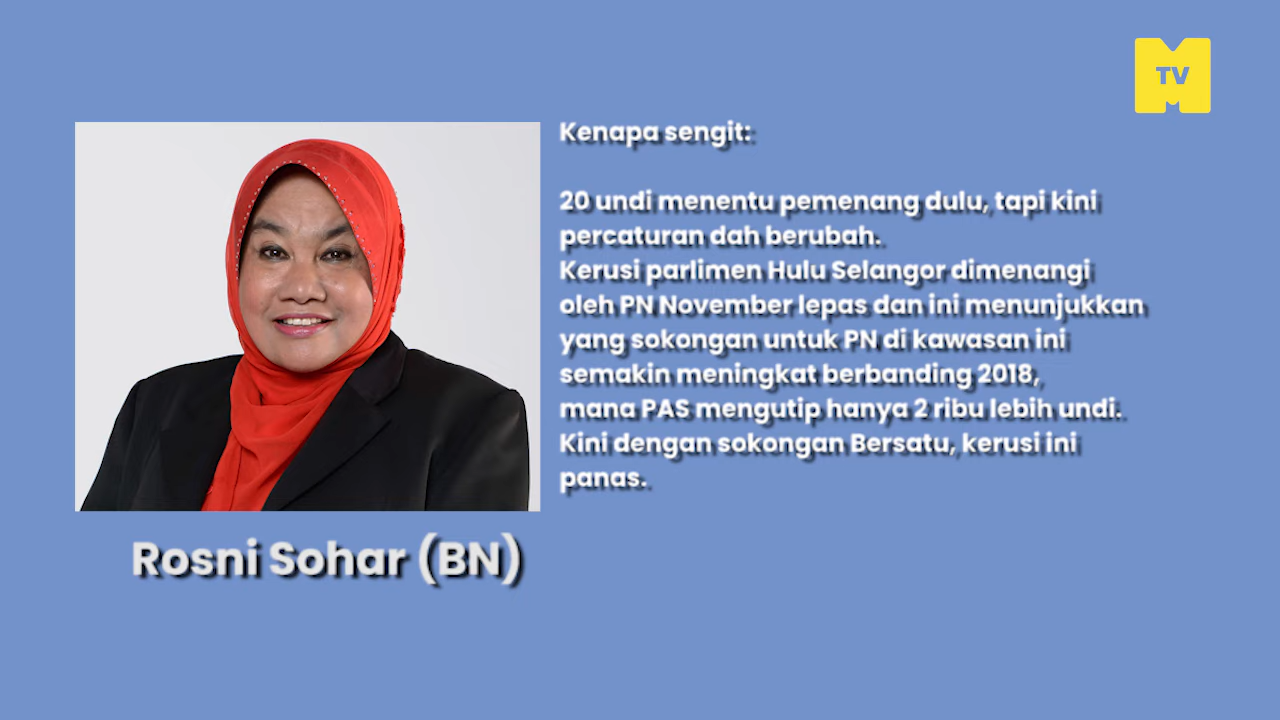 TV
Kenapa sengit:
20 undi menentu pemenang dulu, tapi kini
percaturan dah berubah.
Kerusi parlimen Hulu Selangor dimenangi
oleh PN November lepas dan ini menunjukkan
yang sokongan untuk PN di kawasan ini
semakin meningkat berbanding 2018,
mana PAS mengutip hanya 2 ribu lebih undi.
Kini dengan sokongan Bersatu, kerusi ini
panas.
Rosni Sohar (BN)